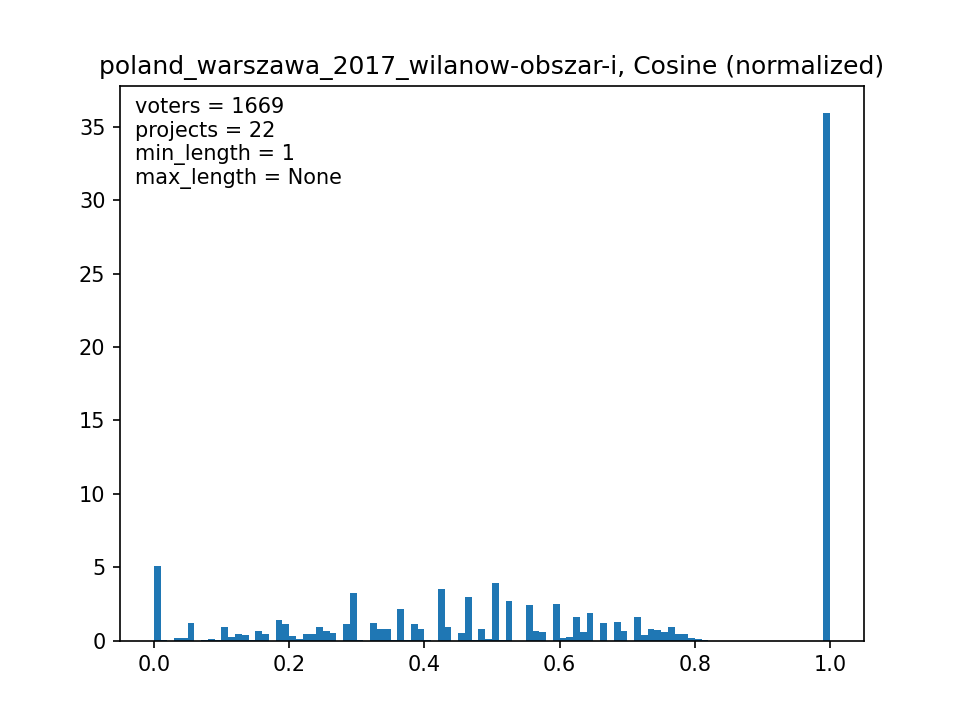 poland_warszawa_2017_wilanow-obszar-i, Cosine (normalized)
voters = 1669
projects = 22
min_length = 1
max_length = None
35
30
25
20
15
10
5
0
0.0 0.2 0.4 0.6 0.8 1.0